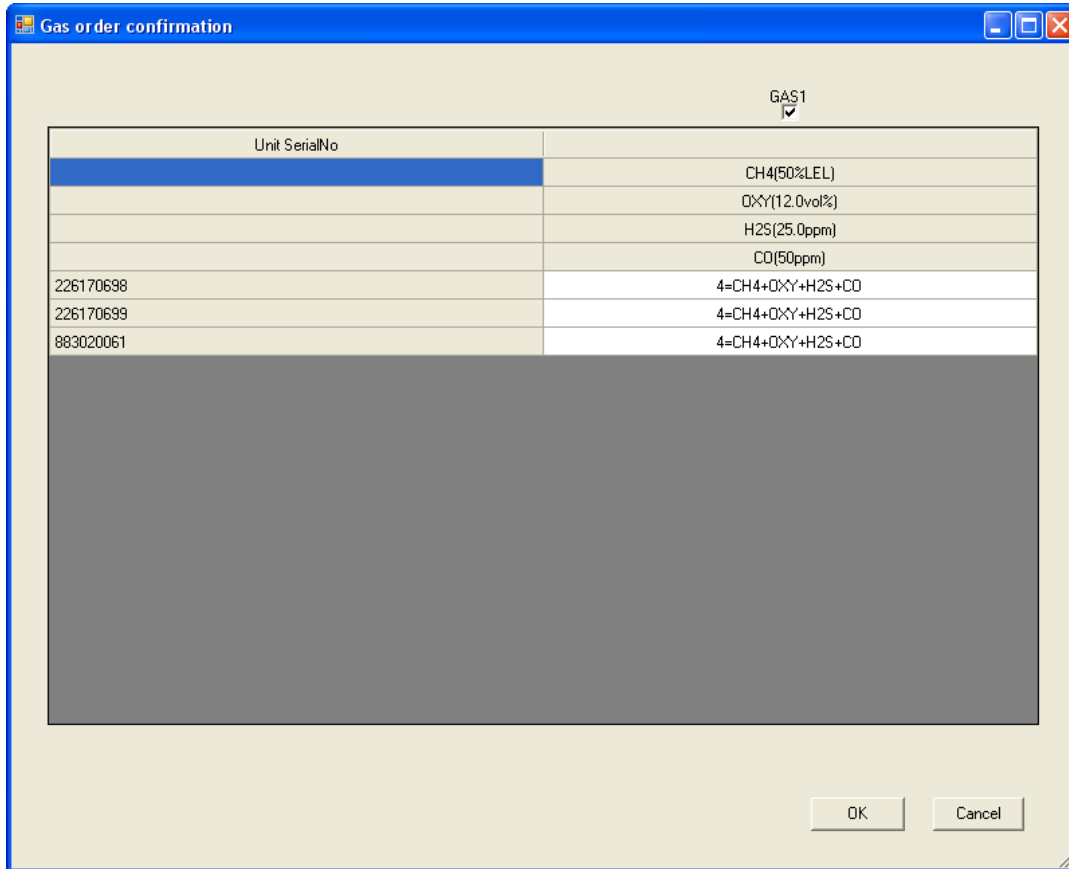 Gas order confirmation
GAS1
Unit SerialNo
CH4(50%LEL)
OXY(12.0vol%)
H2S(25.0ppm)
CO(50ppm)
226170698 4=CH4+OXY+H2S+CO
226170699 4=CH4+OXY+H2S+CO
883020061 4=CH4+OXY+H2S+CO
OK Cancel